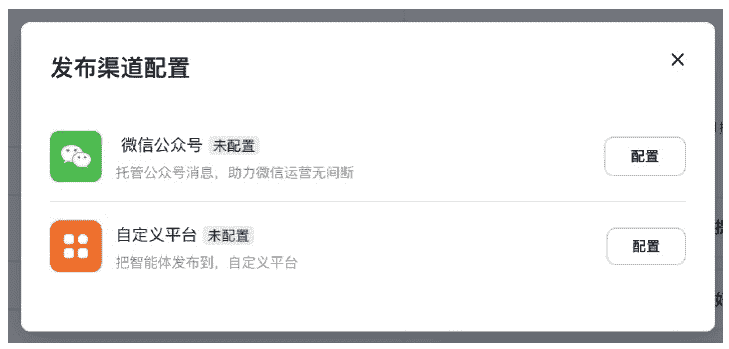 发布渠道配置
微信公众号 未配置
托管公众号消息，助力微信运营无间断
配置
自定义平台 未配置
把智能体发布到，自定义平台
配置